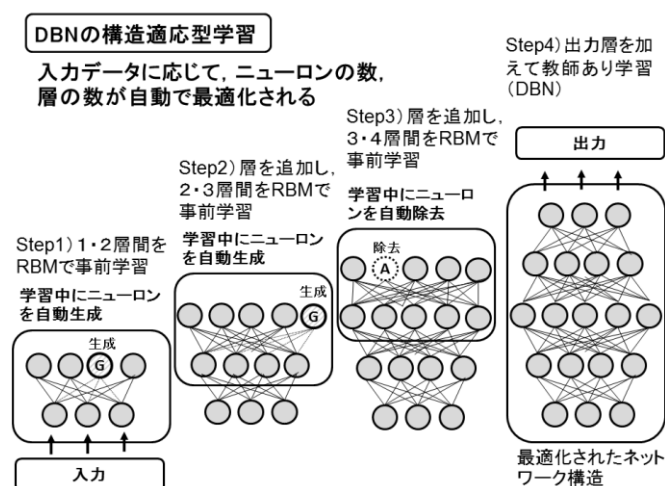 DBNの構造適応型学習
入力データに応じて, ニューロンの数,
層の数が自動で最適化される
Step1) 1・2層間を
RBMで事前学習
学習中にニューロン
を自動生成
生成
G
入力
Step2) 層を追加し,
2・3層間をRBMで
事前学習
学習中にニューロン
を自動生成
生成
G
Step3) 層を追加し,
3・4層間をRBMで
事前学習
学習中にニューロ
ンを自動除去
除去
A
Step4) 出力層を加
えて教師あり学習
(DBN)
出力
最適化されたネット
ワーク構造